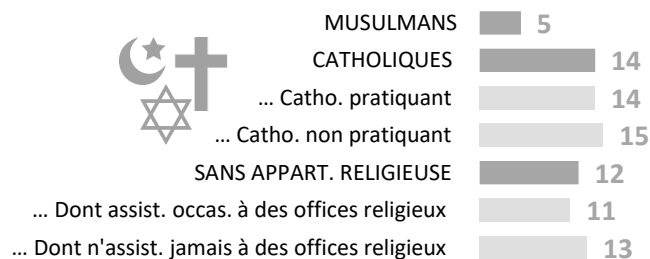 MUSULMANS 5
CATHOLIQUES 14
... Catho. pratiquant 14
... Catho. non pratiquant 15
SANS APPART. RELIGIEUSE 12
... Dont assist. occas. à des offices religieux 11
... Dont n'assist. jamais à des offices religieux 13